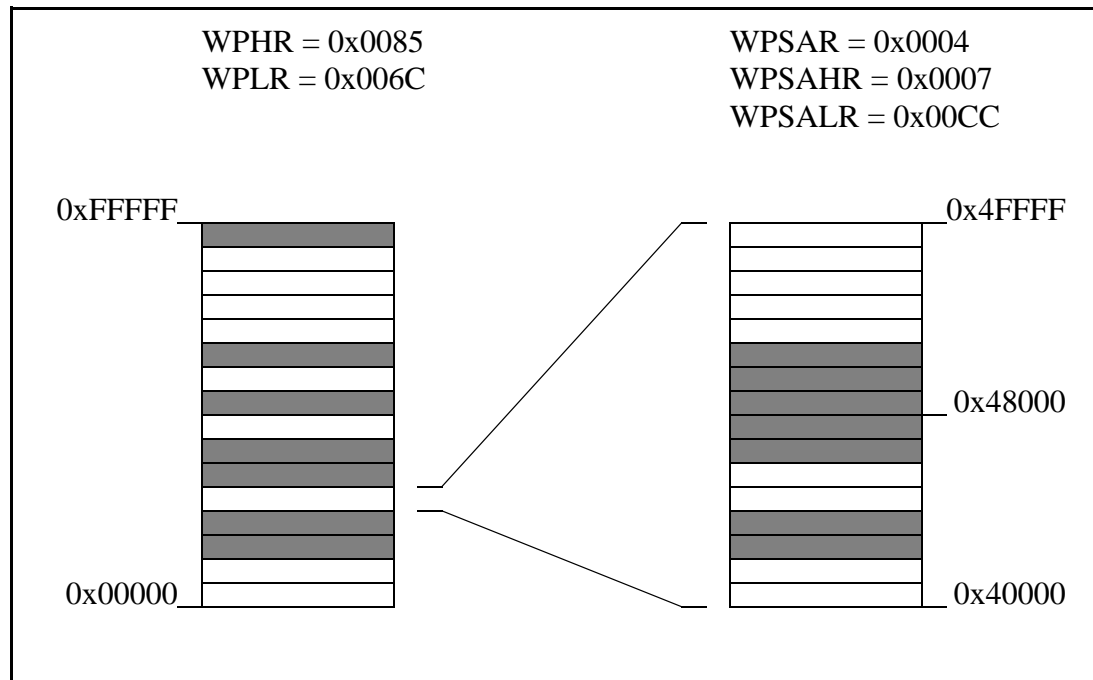 WPHR = 0x0085
WPLR = 0x006C
WPSAR = 0x0004
WPSAHR = 0x0007
WPSALR = 0x00CC
0xFFFFF
0x00000
0x4FFFF
0x48000
0x40000